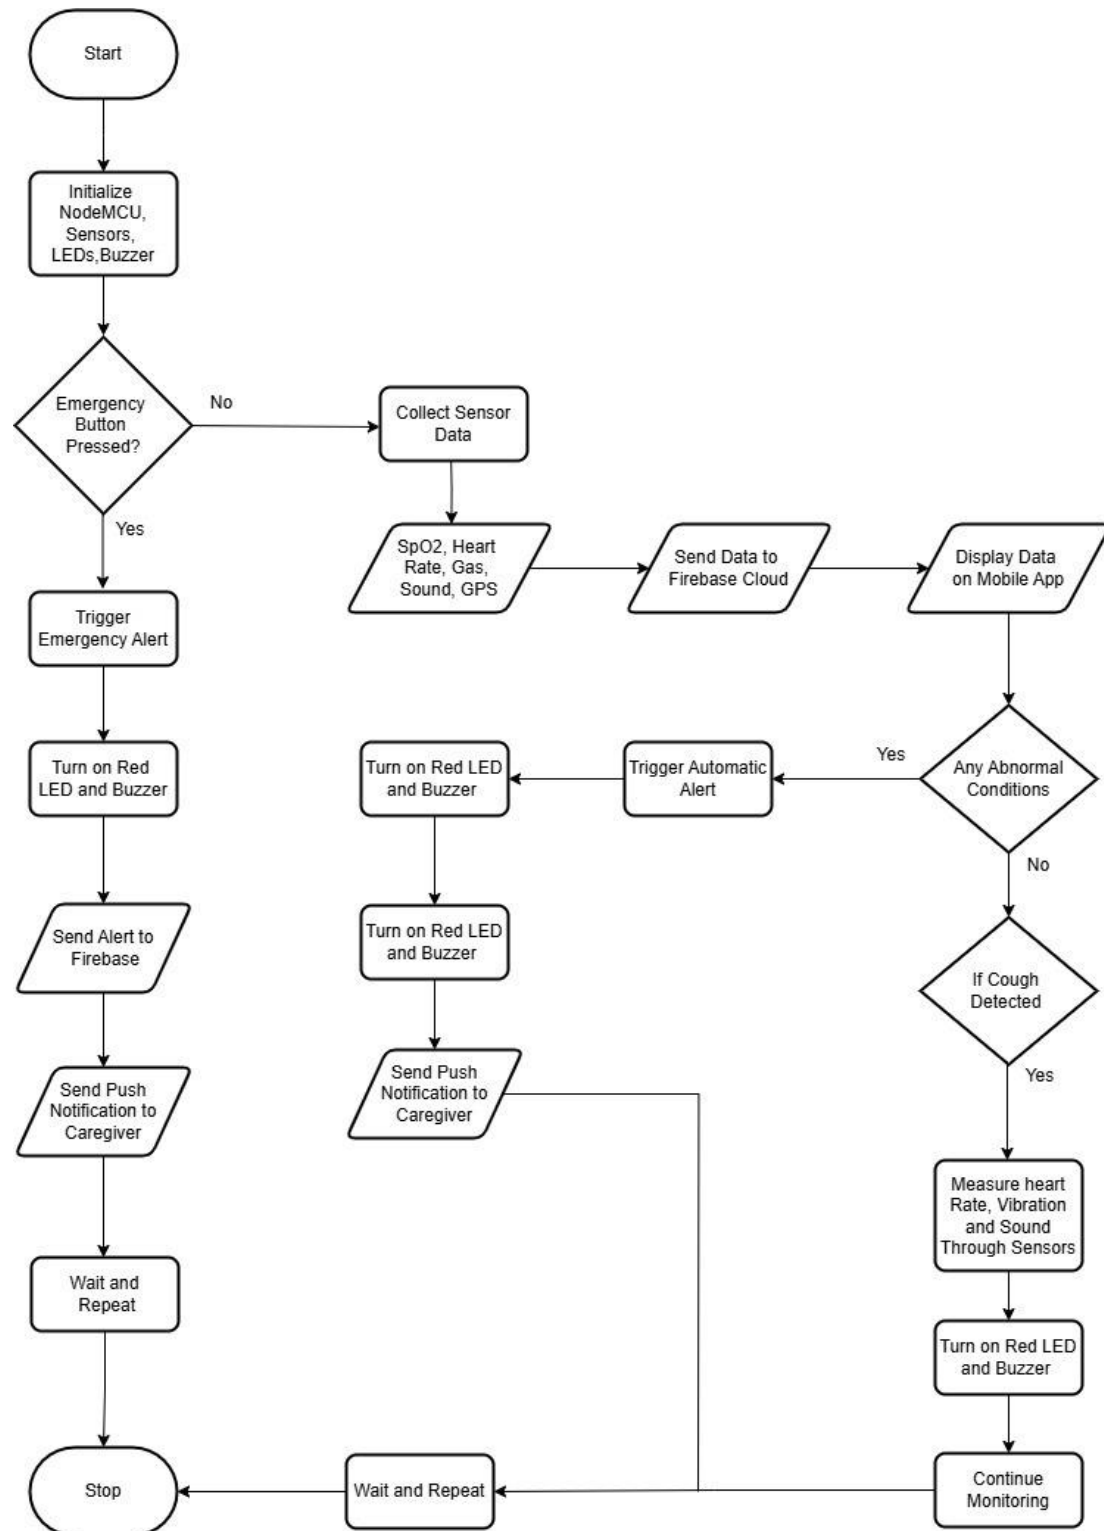 Start
Initialize
NodeMCU,
Sensors,
LEDs,Buzzer
Emergency
Button
Pressed?
No
Yes
Collect Sensor
Data
SpO2, Heart
Rate, Gas,
Sound, GPS
Send Data to
Firebase Cloud
Display Data
on Mobile App
Trigger
Emergency Alert
Turn on Red
LED and Buzzer
Send Alert to
Firebase
Send Push
Notification to
Caregiver
Wait and
Repeat
Stop
Any Abnormal
Conditions
Yes
No
Trigger Automatic
Alert
Turn on Red LED
and Buzzer
Turn on Red LED
and Buzzer
Send Push
Notification to
Caregiver
If Cough
Detected
Yes
Measure heart
Rate, Vibration
and Sound
Through Sensors
Turn on Red LED
and Buzzer
Continue
Monitoring
Wait and Repeat